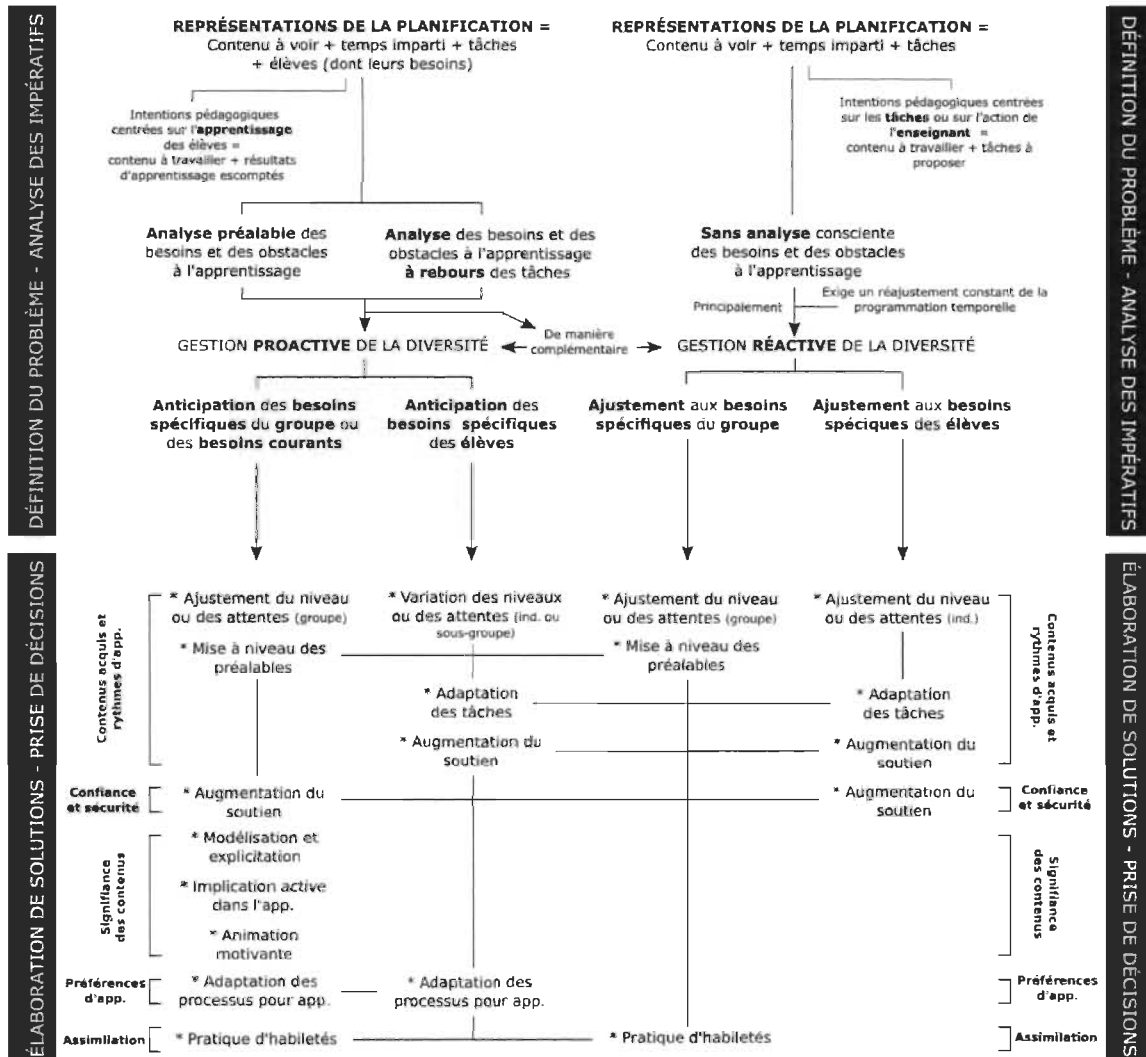 DÉFINITION DU PROBLÈME - ANALYSE DES IMPÉRATIFS
REPRÉSENTATIONS DE LA PLANIFICATION =
Contenu à voir + temps imparti + tâches
+ élèves (dont leurs besoins)
Intentions pédagogiques
centrées sur l'apprentissage
des élèves =
contenu à travailler + résultats
d'apprentissage escomptés
REPRÉSENTATIONS DE LA PLANIFICATION =
Contenu à voir + temps imparti + tâches
Intentions pédagogiques centrées
sur les tâches ou sur l'action de
l'enseignant =
contenu à travailler + tâches à
proposer
DÉFINITION DU PROBLÈME - ANALYSE DES IMPÉRATIFS
Analyse préalable des
besoins et des obstacles
à l'apprentissage
Analyse des besoins et des
obstacles à l'apprentissage
à rebours des tâches
Sans analyse consciente
des besoins et des obstacles
à l'apprentissage
Principalement
Exige un réajustement constant de la
programmation temporelle
GESTION PROACTIVE DE LA DIVERSITÉ
De manière
complémentaire
GESTION RÉACTIVE DE LA DIVERSITÉ
Anticipation des besoins
spécifiques du groupe ou
des besoins courants
Anticipation des
besoins spécifiques
des élèves
Ajustement aux besoins
spécifiques du groupe
Ajustement aux besoins
spéciques des élèves
ÉLABORATION DE SOLUTIONS - PRISE DE DÉCISIONS
Contenus acquis et
rythmes d'app.
* Ajustement du niveau
ou des attentes (groupe)
* Mise à niveau des
préalables
* Variation des niveaux
ou des attentes (ind. ou
sous-groupe)
* Ajustement du niveau
ou des attentes (groupe)
* Mise à niveau des
préalables
* Ajustement du niveau
ou des attentes (ind.)
Contenus acquis et
rythmes d'app.
ÉLABORATION DE SOLUTIONS - PRISE DE DÉCISIONS
* Adaptation
des tâches
* Adaptation
des tâches
* Augmentation du
soutien
* Augmentation du
soutien
Confiance
et sécurité
* Augmentation du
soutien
* Augmentation du
soutien
Confiance
et sécurité
Signifiance
des contenus
* Modélisation et
explicitation
* Implication active
dans l'app.
* Animation
motivante
Signifiance
des contenus
Préférences
d'app.
* Adaptation des
processus pour app.
* Adaptation des
processus pour app.
Préférences
d'app.
Assimilation
* Pratique d'habiletés
* Pratique d'habiletés
Assimilation